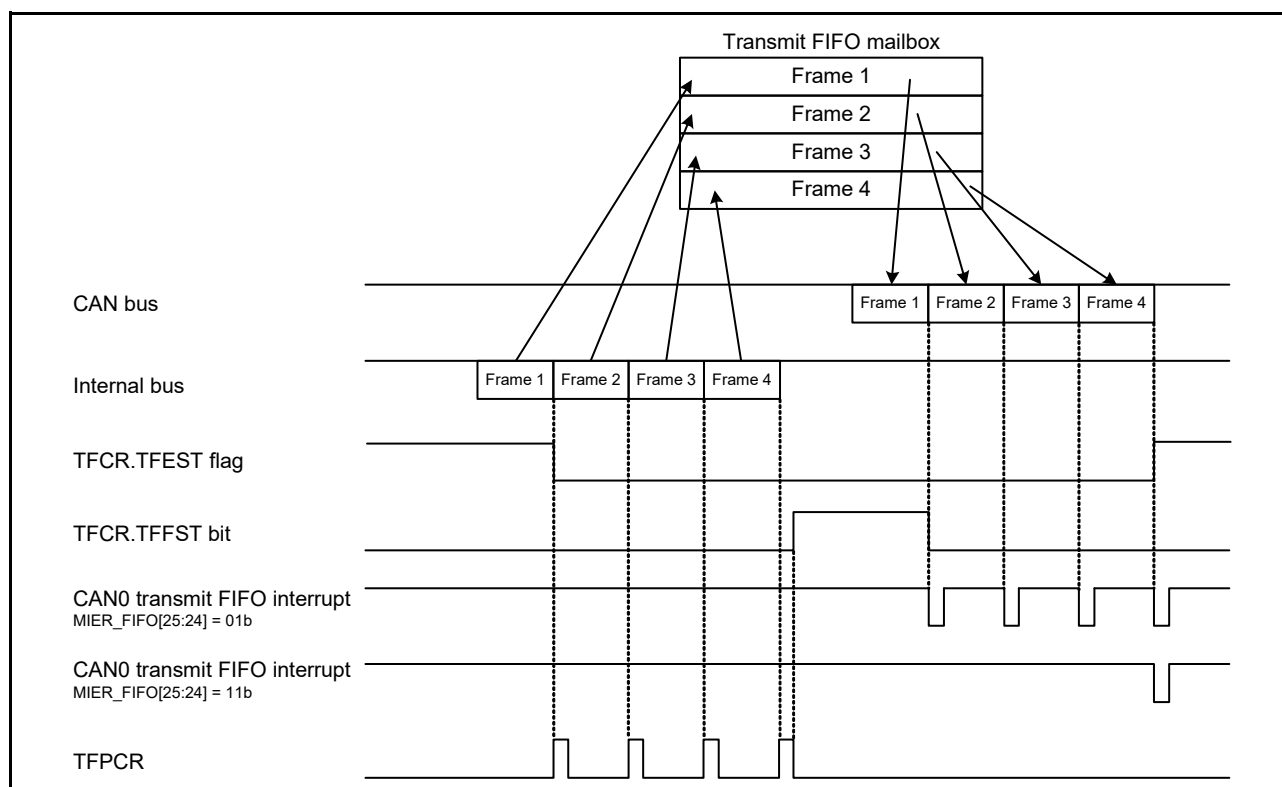 Transmit FIFO mailbox
Frame 1
Frame 2
Frame 3
Frame 4
CAN bus
Frame 1 Frame 2 Frame 3 Frame 4
Internal bus
Frame 1 Frame 2 Frame 3 Frame 4
TFCR.TFEST flag
TFCR.TFFST bit
CAN0 transmit FIFO interrupt
MIER_FIFO[25:24] = 01b
CAN0 transmit FIFO interrupt
MIER_FIFO[25:24] = 11b
TFPCR